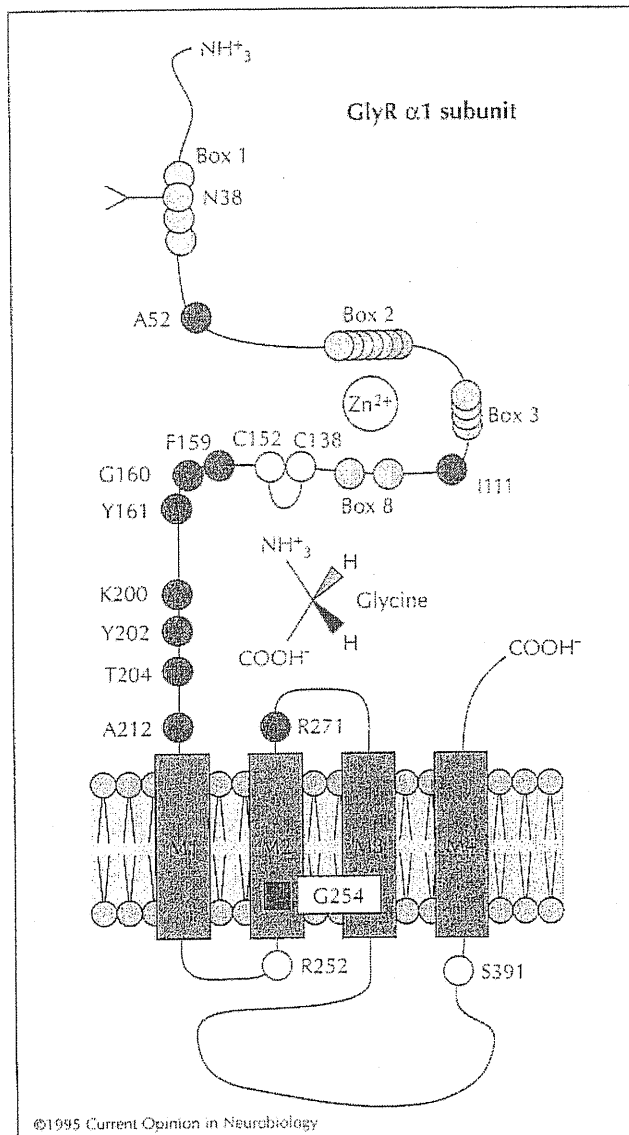 NH⁺₃
GlyR α1 subunit
Box 1
N38
A52
Box 2
Zn²⁺
Box 3
F159
C152
C138
G160
Box 8
I111
Y161
NH⁺₃
H
K200
Glycine
Y202
COOH⁻
H
T204
COOH⁻
A212
R271
M1
M2
M3
M4
G254
R252
S391
©1995 Current Opinion in Neurobiology